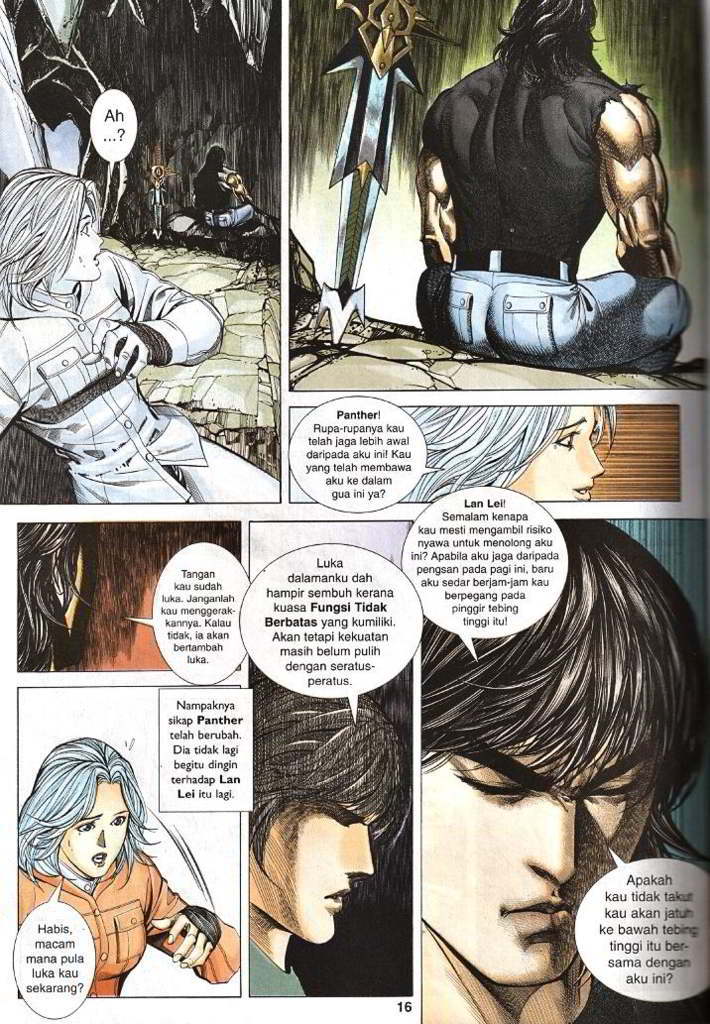 Ah
...?
Panther!
Rupa-rupanya kau
telah jaga lebih awal
daripada aku ini! Kau
yang telah membawa
aku ke dalam
gua ini ya?
Tangan
kau sudah
luka. Janganlah
kau menggerak-
kannya. Kalau
tidak, ia akan
bertambah
luka.
Nampaknya
sikap Panther
telah berubah.
Dia tidak lagi
begitu dingin
terhadap Lan
Lei itu lagi.
Habis,
macam
mana pula
luka kau
sekarang?
Luka
dalamanku dah
hampir sembuh kerana
kuasa Fungsi Tidak
Berbatas yang kumiliki.
Akan tetapi kekuatan
masih belum pulih
dengan seratus-
peratus.
Lan Lei!
Semalam kenapa
kau mesti mengambil risiko
nyawa untuk menolong aku
ini? Apabila aku jaga daripada
pengsan pada pagi ini, baru
aku sedar berjam-jam kau
berpegang pada
pinggir tebing
tinggi itu!
Apakah
kau tidak takut
kau akan jatuh
ke bawah tebing
tinggi itu ber-
sama dengan
aku ini?
16